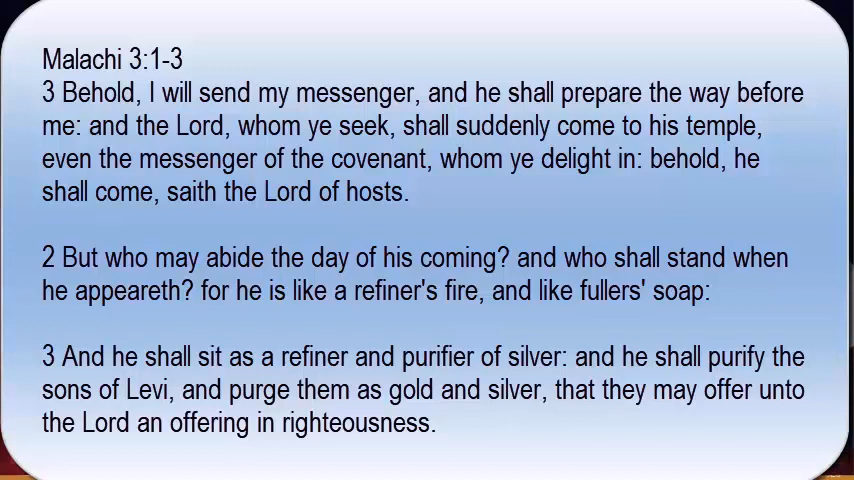 Malachi 3:1-3
3 Behold, I will send my messenger, and he shall prepare the way before
me: and the Lord, whom ye seek, shall suddenly come to his temple,
even the messenger of the covenant, whom ye delight in: behold, he
shall come, saith the Lord of hosts.
2 But who may abide the day of his coming? and who shall stand when
he appeareth? for he is like a refiner's fire, and like fullers' soap:
3 And he shall sit as a refiner and purifier of silver: and he shall purify the
sons of Levi, and purge them as gold and silver, that they may offer unto
the Lord an offering in righteousness.